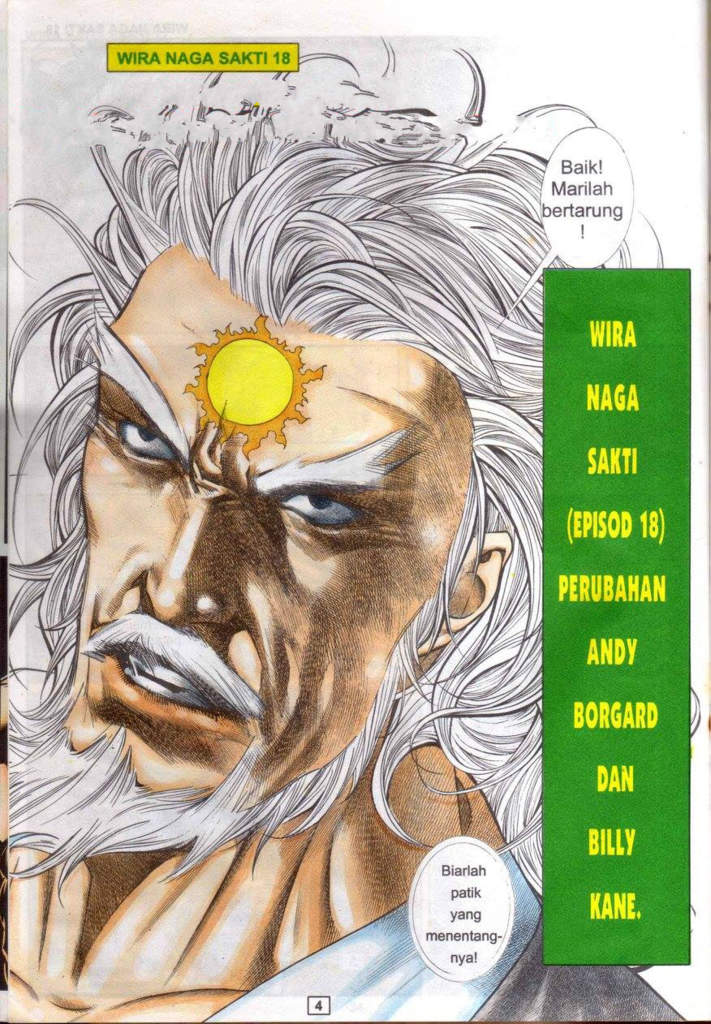 WIRA NAGA SAKTI 18
Baik!
Marilah
bertarung
!
WIRA
NAGA
SAKTI
(EPISOD 18)
PERUBAHAN
ANDY
BORGARD
DAN
BILLY
KANE.
Biarlah
patik
yang
menentang-
nya!
4